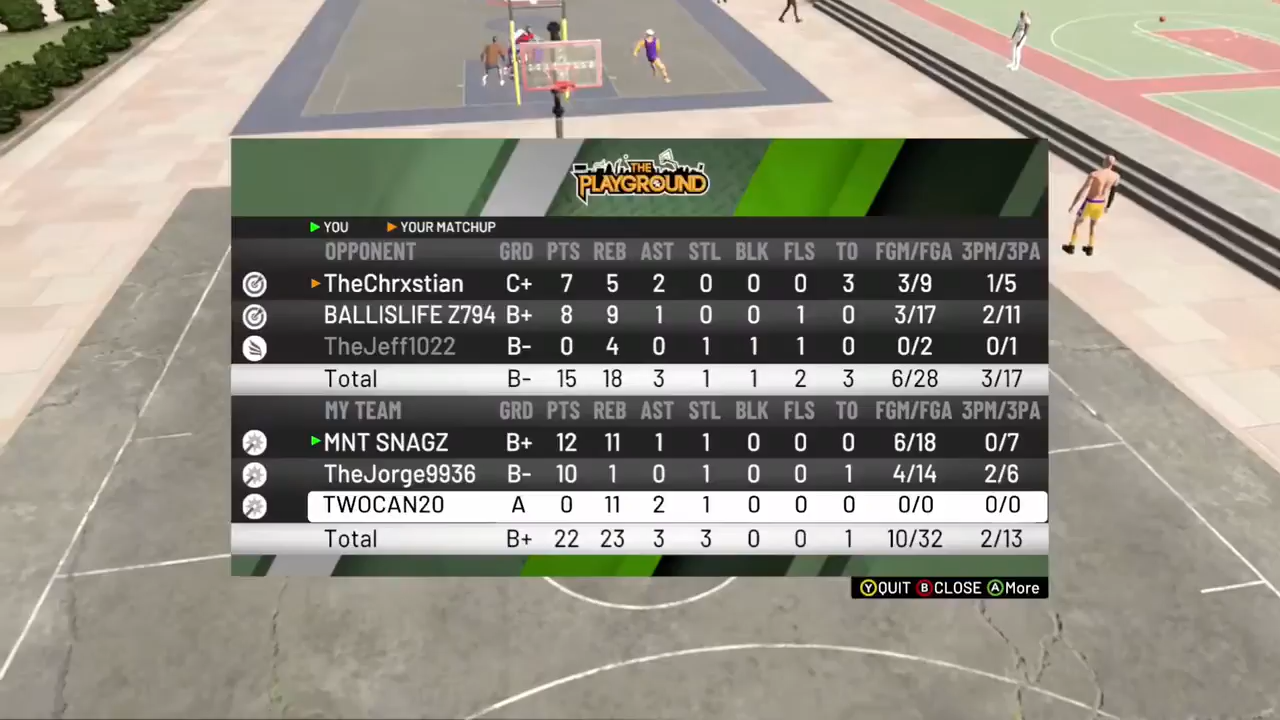 THE
PLAYGROUND
YOU YOUR MATCHUP
OPPONENT GRD PTS REB AST STL BLK FLS TO FGM/FGA 3PM/3PA
TheChrxstian C+ 7 5 2 0 0 0 3 3/9 1/5
BALLISLIFE Z794 B+ 8 9 1 0 0 1 0 3/17 2/11
TheJeff1022 B- 0 4 0 1 1 1 0 0/2 0/1
Total B- 15 18 3 1 1 2 3 6/28 3/17
MY TEAM GRD PTS REB AST STL BLK FLS TO FGM/FGA 3PM/3PA
MNT SNAGZ B+ 12 11 1 1 0 0 0 6/18 0/7
TheJorge9936 B- 10 1 0 1 0 0 1 4/14 2/6
TWOCAN20 A 0 11 2 1 0 0 0 0/0 0/0
Total B+ 22 23 3 3 0 0 1 10/32 2/13
Y QUIT B CLOSE A More